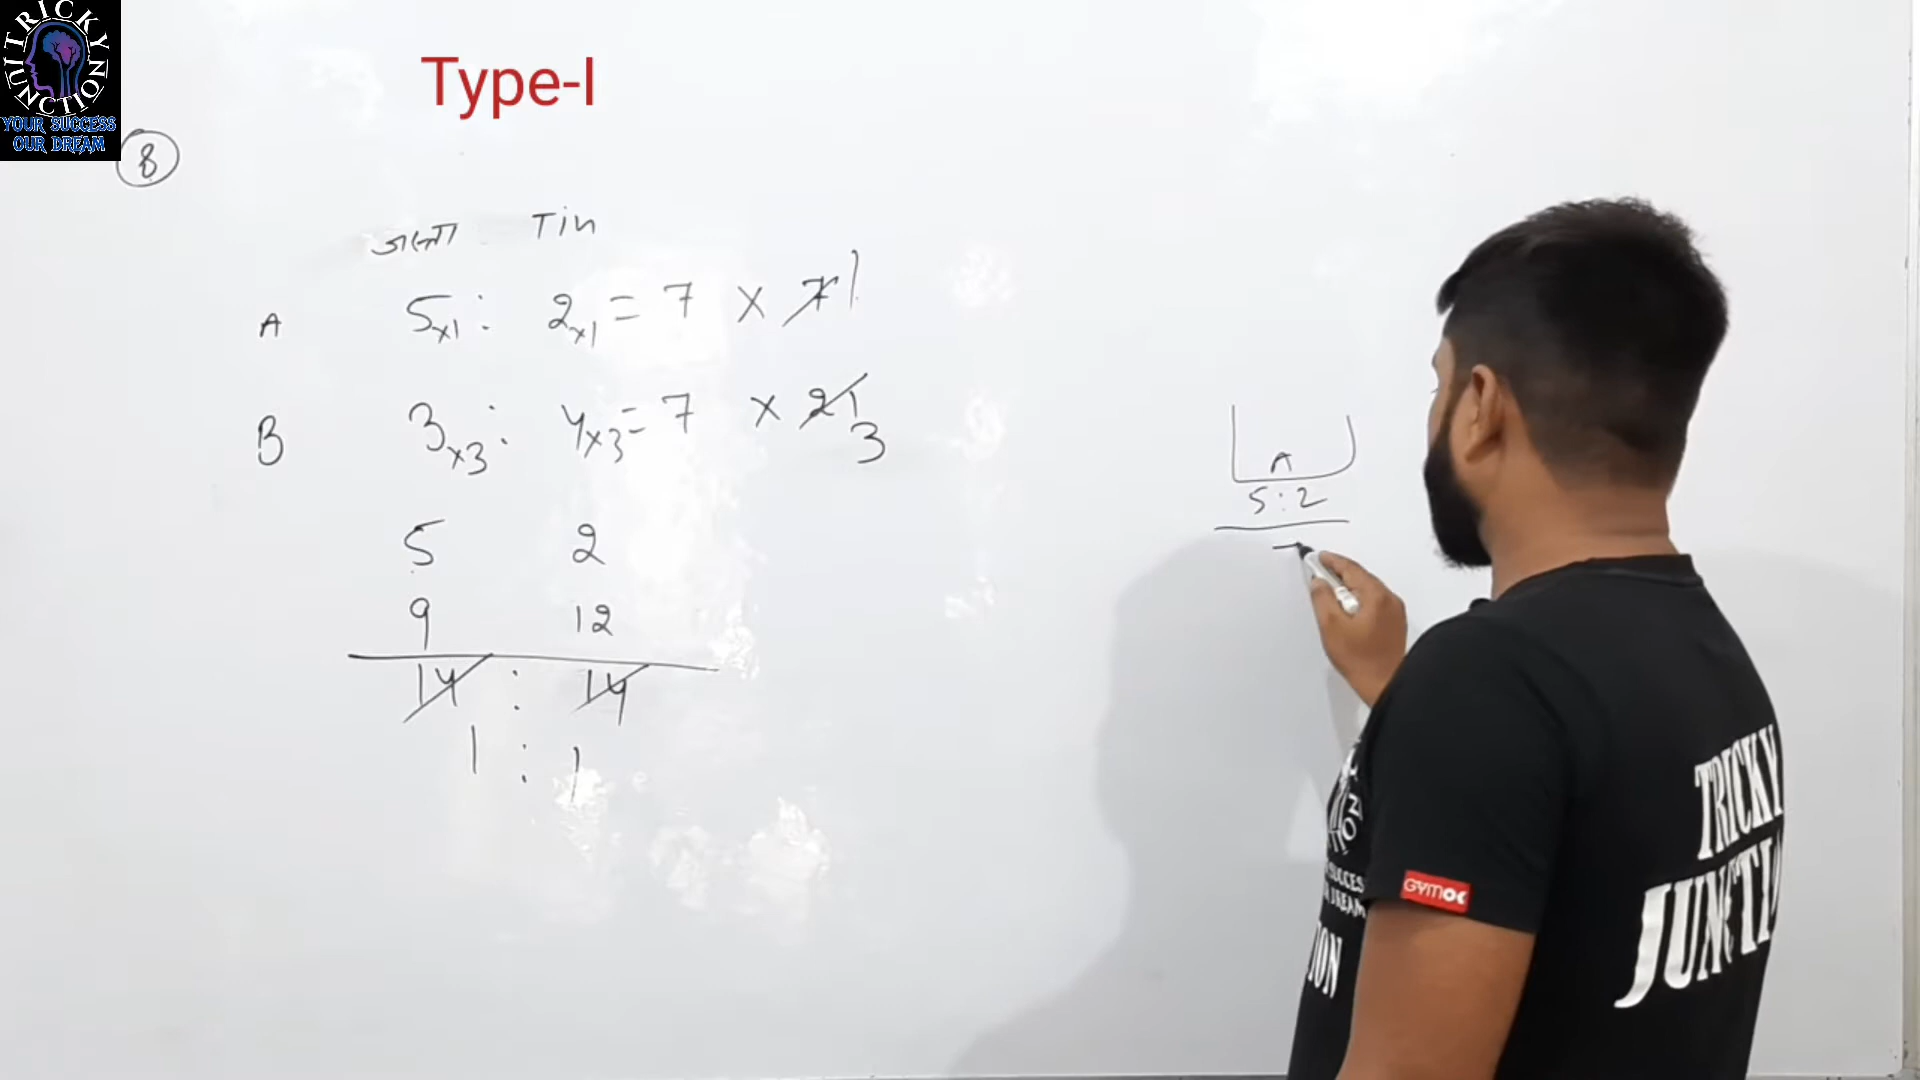 TRICKY JUNCTION
YOUR SUCCESS
OUR DREAM
Type-I
8
जस्ता : Tin
A 5x1 : 2x1 = 7 x 7 1
B 3x3 : 4x3 = 7 x 21 3
5 2
9 12
14 : 14
1 : 1
A
5 : 2
GYMOC
TRICKY